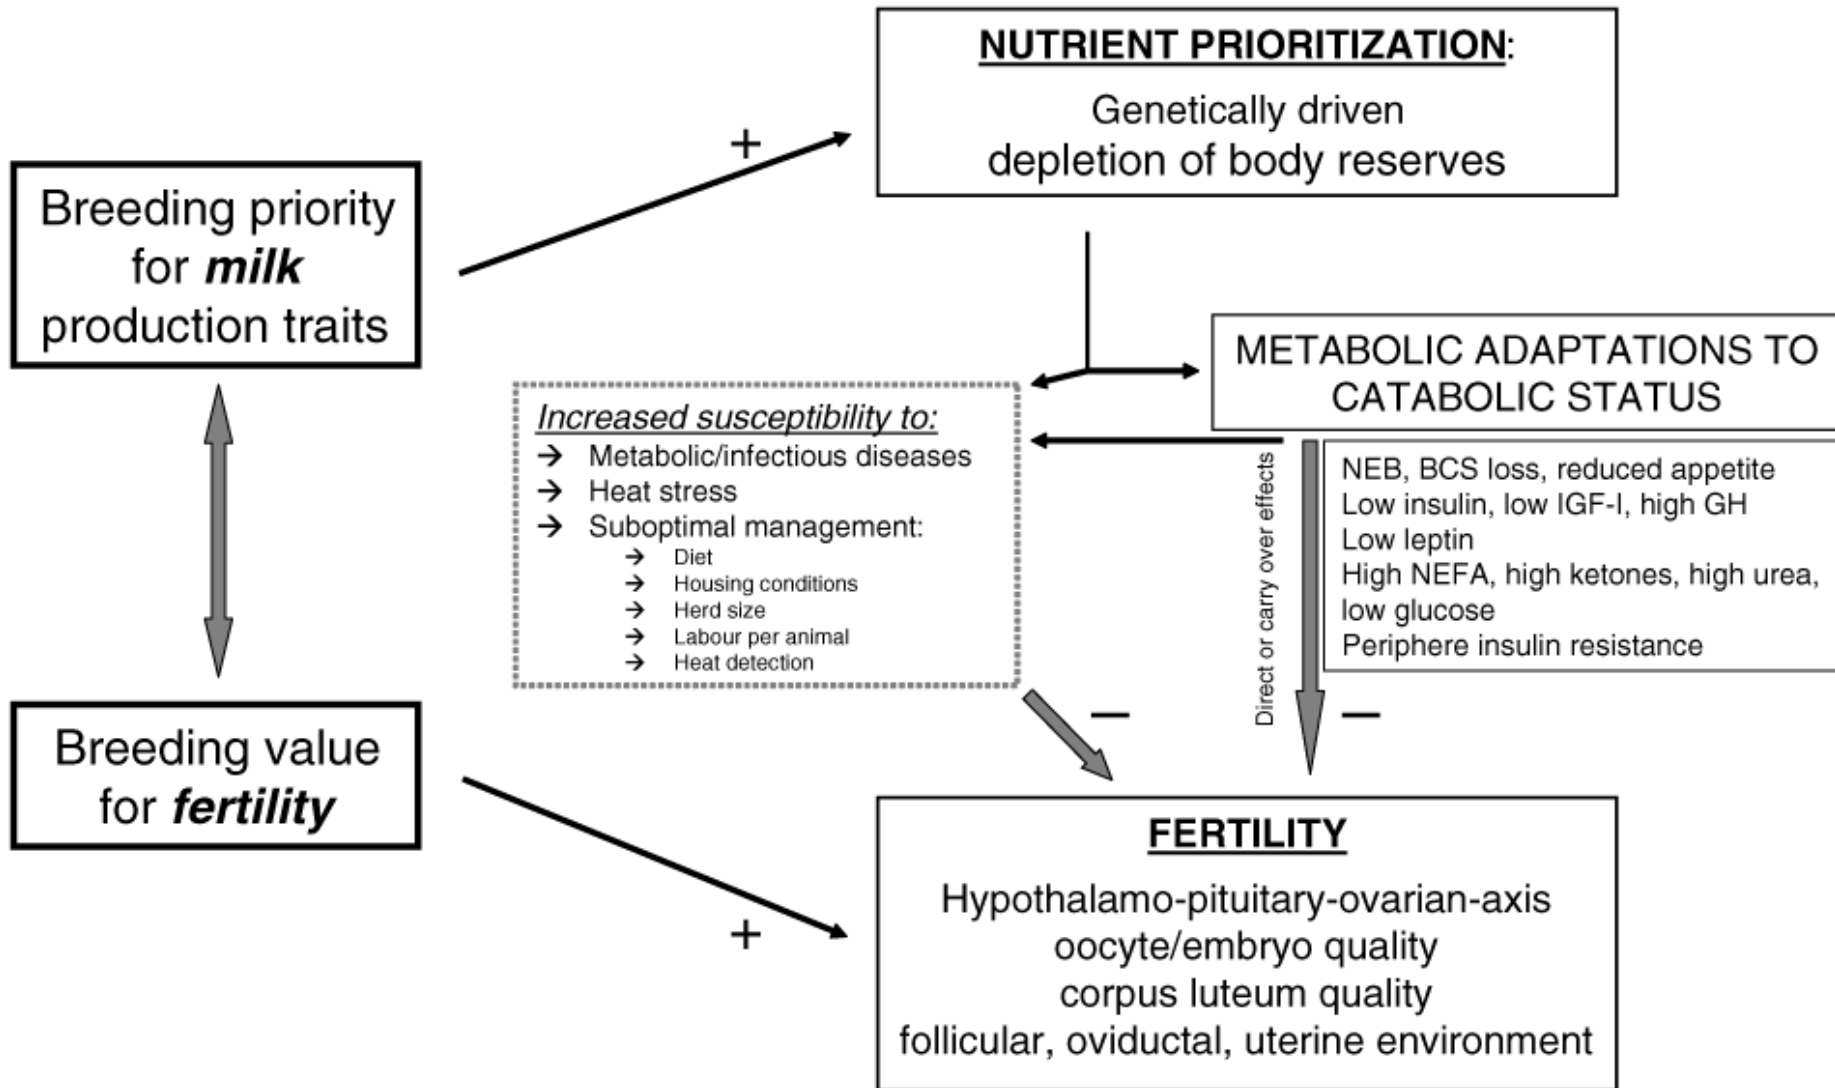 NUTRIENT PRIORITIZATION:
Genetically driven
depletion of body reserves
+
Breeding priority
for milk
production traits
METABOLIC ADAPTATIONS TO
CATABOLIC STATUS
Increased susceptibility to:
→ Metabolic/infectious diseases
→ Heat stress
→ Suboptimal management:
→ Diet
→ Housing conditions
→ Herd size
→ Labour per animal
→ Heat detection
Direct or carry over effects
NEB, BCS loss, reduced appetite
Low insulin, low IGF-I, high GH
Low leptin
High NEFA, high ketones, high urea,
low glucose
Periphere insulin resistance
–
–
Breeding value
for fertility
+
FERTILITY
Hypothalamo-pituitary-ovarian-axis
oocyte/embryo quality
corpus luteum quality
follicular, oviductal, uterine environment